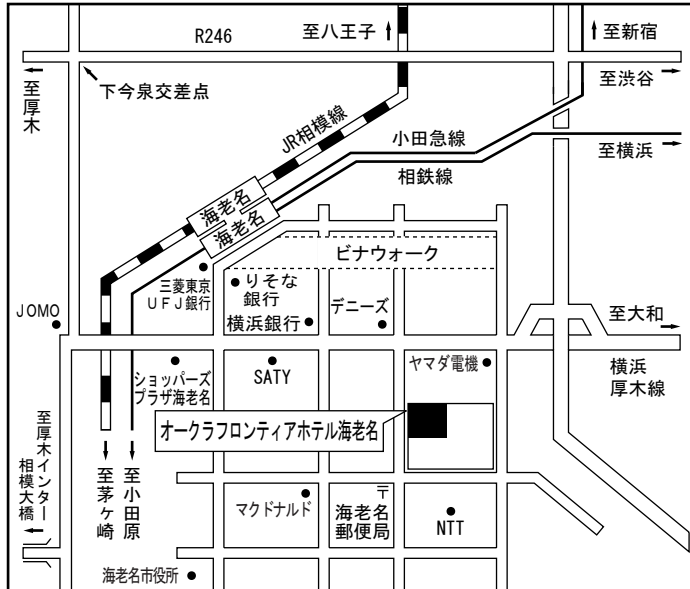 R246
至八王子
至新宿
至厚木
下今泉交差点
至渋谷
JR相模線
小田急線
至横浜
相鉄線
海老名
海老名
ビナウォーク
三菱東京
UFJ銀行
りそな
銀行
横浜銀行
デニーズ
JOMO
至大和
ショッパーズ
プラザ海老名
SATY
ヤマダ電機
横浜
厚木線
オークラフロンティアホテル海老名
至厚木インター
相模大橋
至茅ヶ崎
至小田原
マクドナルド
〒
海老名
郵便局
NTT
海老名市役所